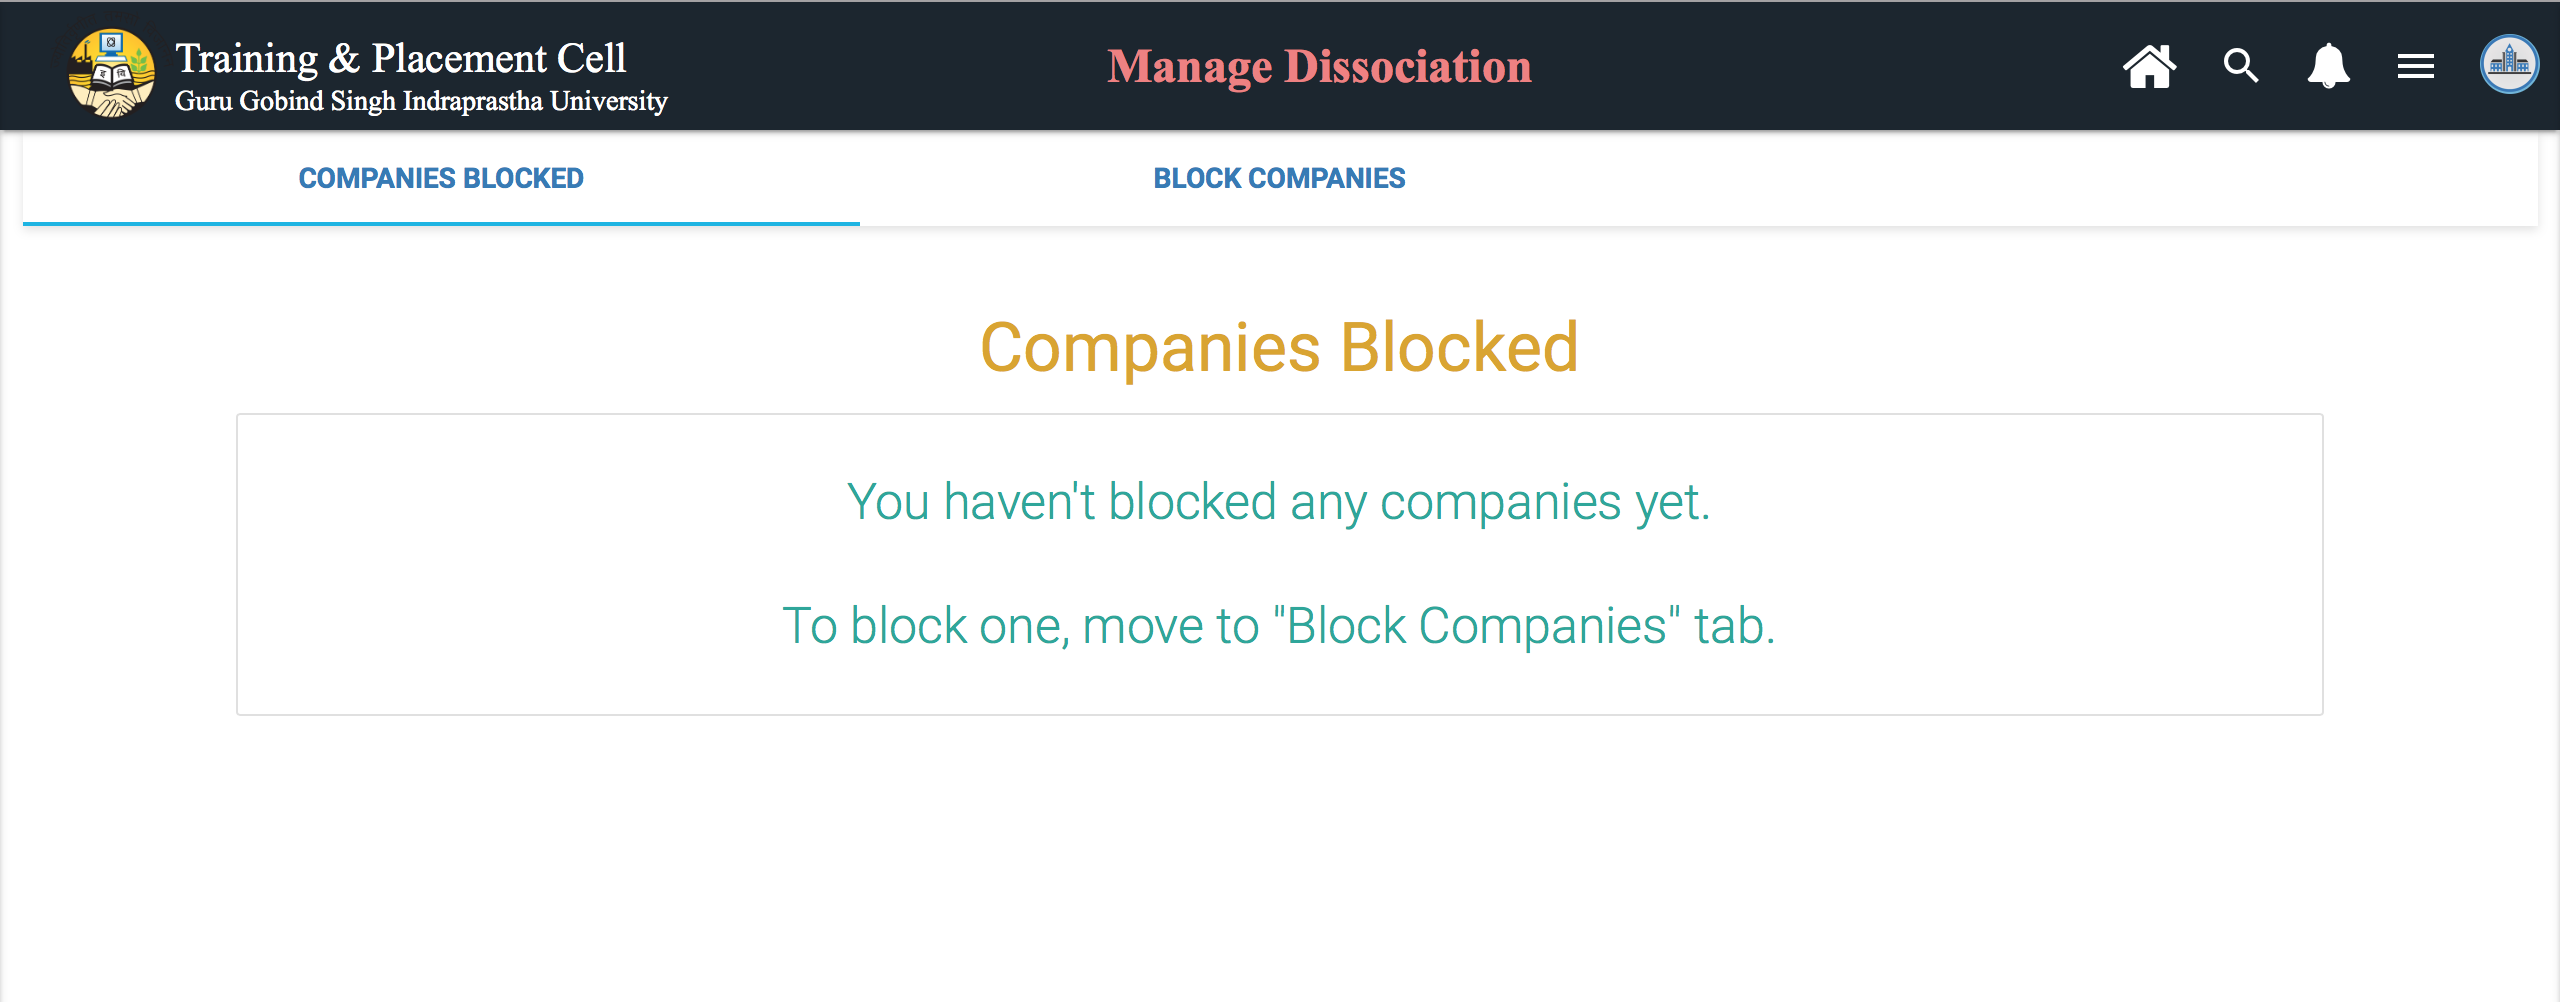 Training & Placement Cell
Guru Gobind Singh Indraprastha University
Manage Dissociation
COMPANIES BLOCKED
BLOCK COMPANIES
Companies Blocked
You haven't blocked any companies yet.
To block one, move to "Block Companies" tab.